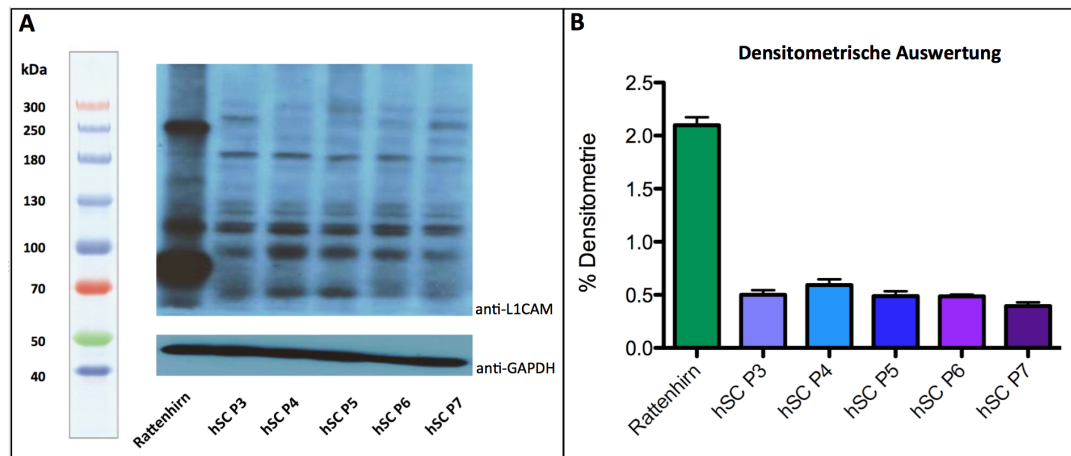 A
kDa
300
250
180
130
100
70
50
40
anti-L1CAM
anti-GAPDH
Rattenhirn
hSC P3
hSC P4
hSC P5
hSC P6
hSC P7
B
Densitometrische Auswertung
% Densitometrie
2.5
2.0
1.5
1.0
0.5
0.0
Rattenhirn
hSC P3
hSC P4
hSC P5
hSC P6
hSC P7